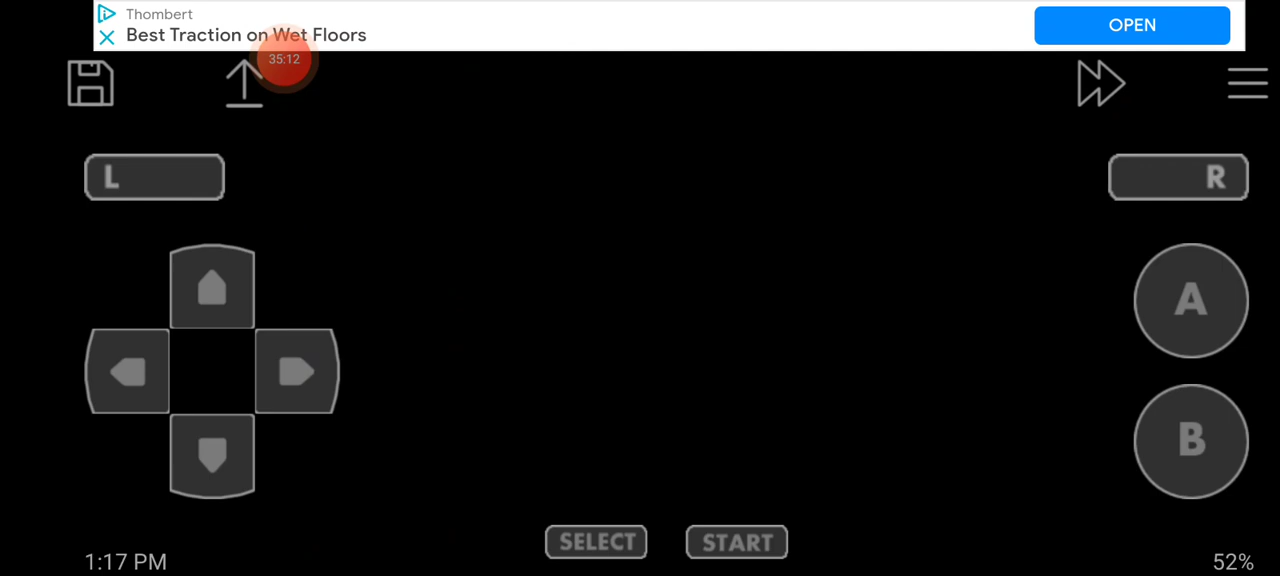 Thombert
Best Traction on Wet Floors
OPEN
35:12
L
R
A
B
SELECT
START
1:17 PM
52%